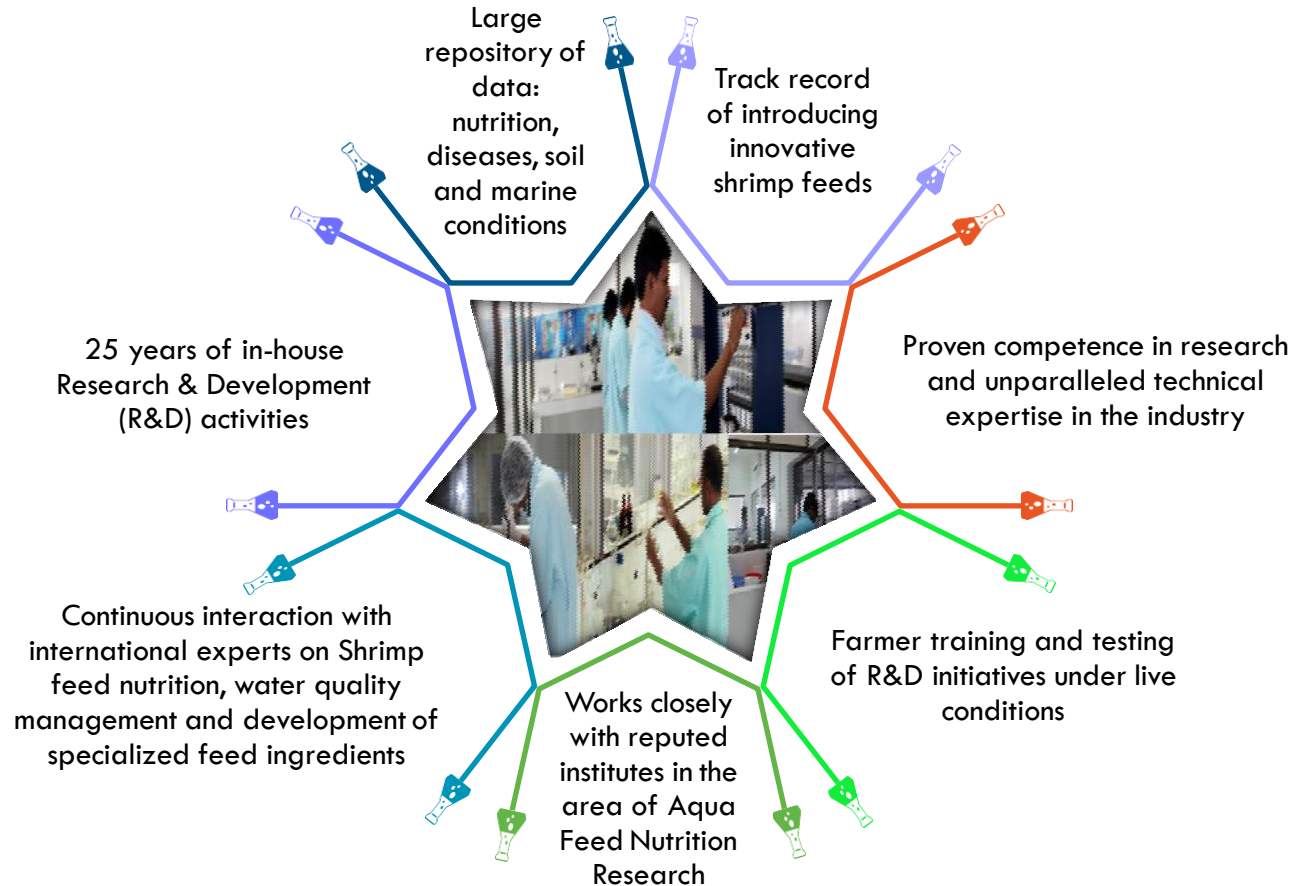 Large
repository of
data:
nutrition,
diseases, soil
and marine
conditions
Track record
of introducing
innovative
shrimp feeds
25 years of in-house
Research & Development
(R&D) activities
Proven competence in research
and unparalleled technical
expertise in the industry
Continuous interaction with
international experts on Shrimp
feed nutrition, water quality
management and development of
specialized feed ingredients
Farmer training and testing
of R&D initiatives under live
conditions
Works closely
with reputed
institutes in the
area of Aqua
Feed Nutrition
Research